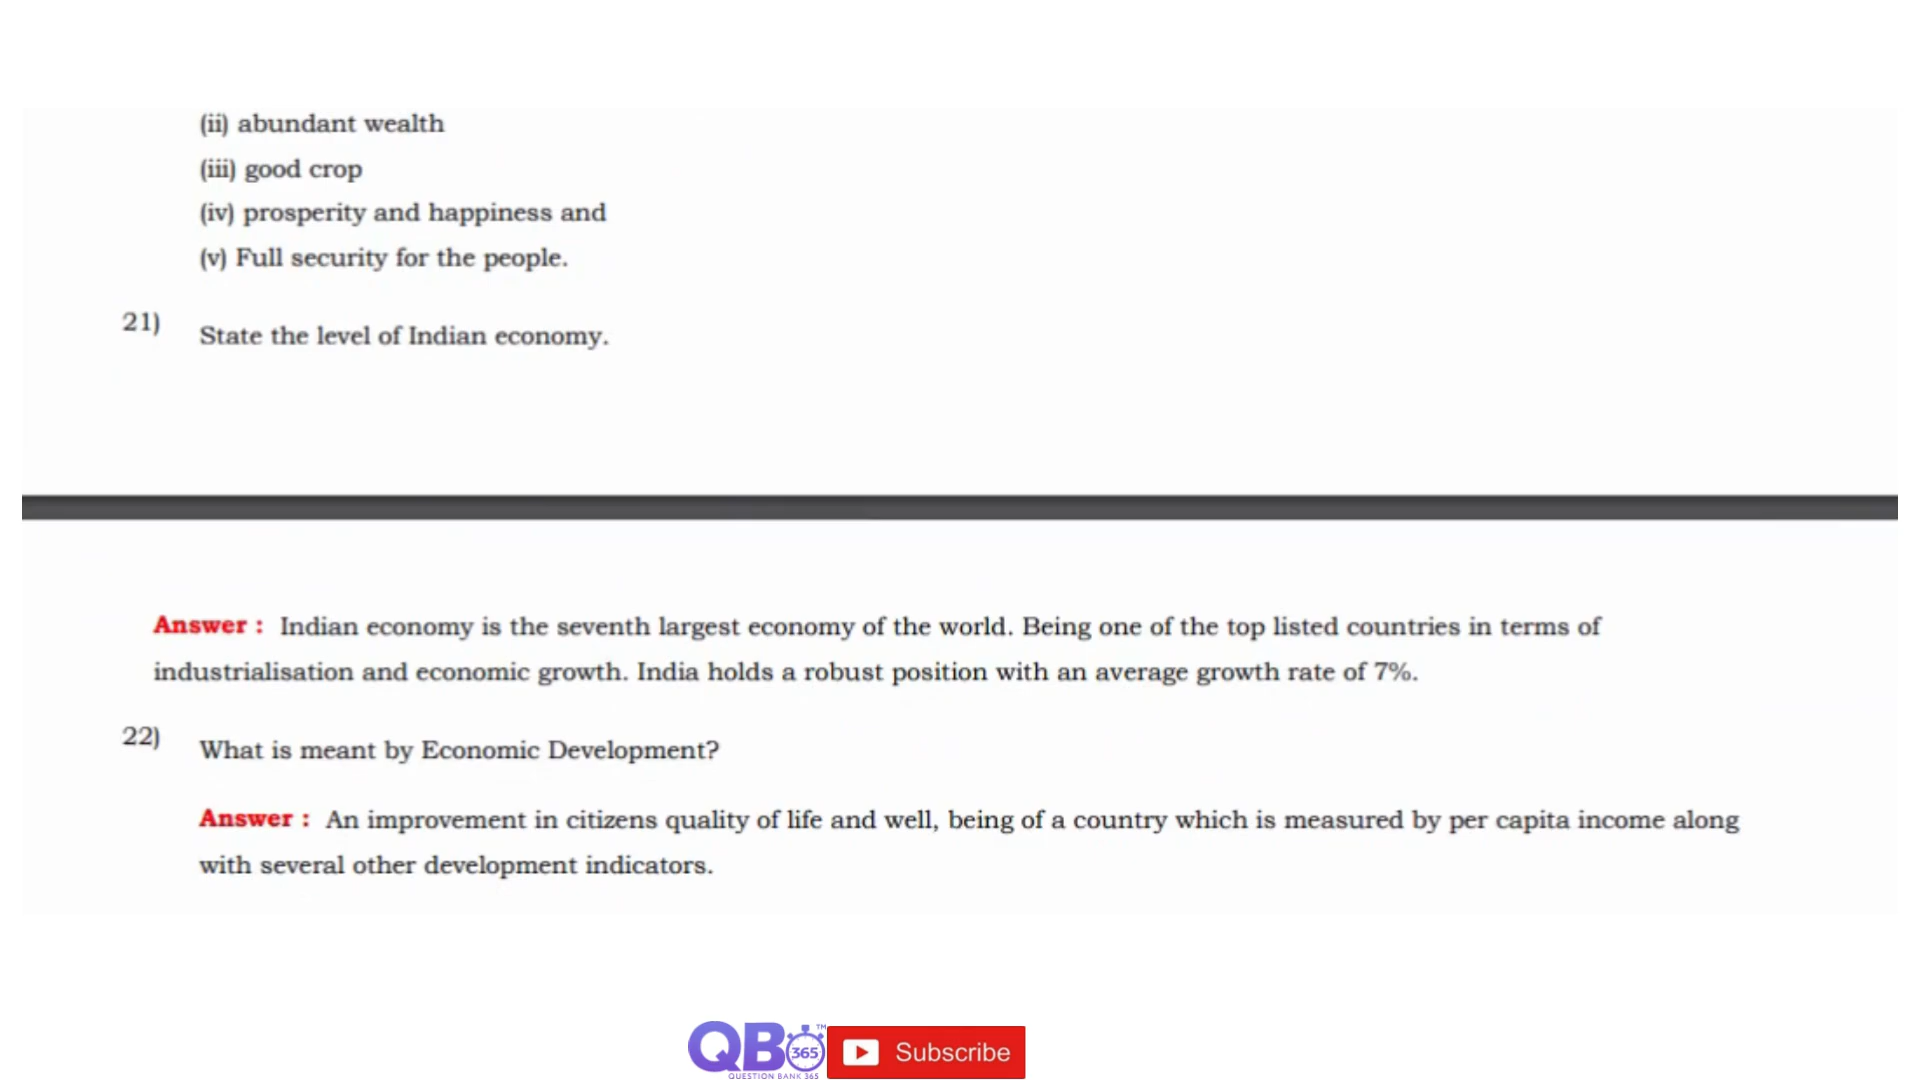 (ii) abundant wealth
(iii) good crop
(iv) prosperity and happiness and
(v) Full security for the people.
21) State the level of Indian economy.
Answer : Indian economy is the seventh largest economy of the world. Being one of the top listed countries in terms of
industrialisation and economic growth. India holds a robust position with an average growth rate of 7%.
22) What is meant by Economic Development?
Answer : An improvement in citizens quality of life and well, being of a country which is measured by per capita income along
with several other development indicators.
QB 365 ™
QUESTION BANK 365
Subscribe